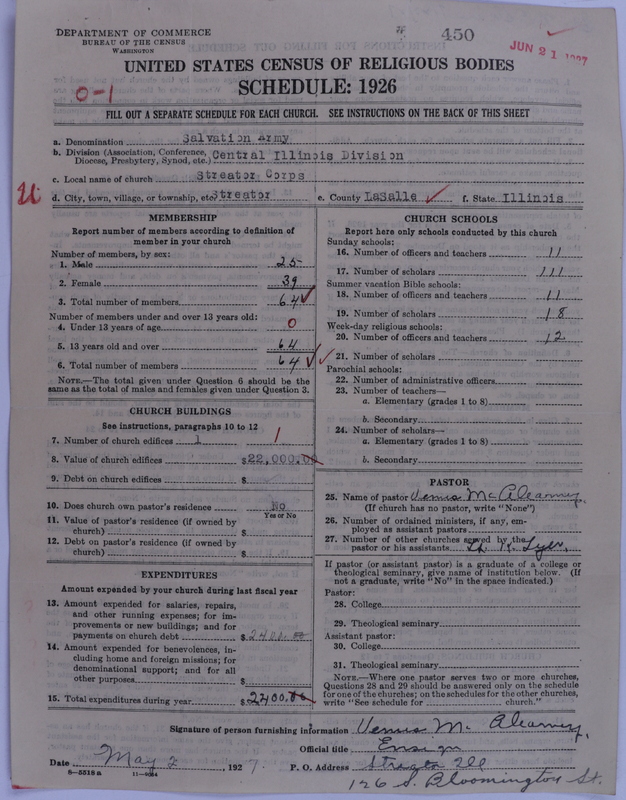 DEPARTMENT OF COMMERCE
BUREAU OF THE CENSUS
WASHINGTON
450
JUN 21 1927
UNITED STATES CENSUS OF RELIGIOUS BODIES
SCHEDULE: 1926
0-1
FILL OUT A SEPARATE SCHEDULE FOR EACH CHURCH. SEE INSTRUCTIONS ON THE BACK OF THIS SHEET
a. Denomination Salvation Army
b. Division (Association, Conference, Diocese, Presbytery, Synod, etc.) Central Illinois Division
c. Local name of church Streator Corps
d. City, town, village, or township, etc. Streator e. County LaSalle f. State Illinois
MEMBERSHIP
Report number of members according to definition of
member in your church
Number of members, by sex:
1. Male 25
2. Female 39
3. Total number of members 64
Number of members under and over 13 years old:
4. Under 13 years of age 0
5. 13 years old and over 64
6. Total number of members 64
NOTE.—The total given under Question 6 should be the
same as the total of males and females given under Question 3.
CHURCH BUILDINGS
See instructions, paragraphs 10 to 12
7. Number of church edifices 1 1
8. Value of church edifices $22,000.00
9. Debt on church edifices $
10. Does church own pastor's residence No
Yes or No
11. Value of pastor's residence (if owned by
church) $
12. Debt on pastor's residence (if owned by
church) $
EXPENDITURES
Amount expended by your church during last fiscal year
13. Amount expended for salaries, repairs,
and other running expenses; for im-
provements or new buildings; and for
payments on church debt $2400.00
14. Amount expended for benevolences, in-
cluding home and foreign missions; for
denominational support; and for all
other purposes $
15. Total expenditures during year $2400.00
CHURCH SCHOOLS
Report here only schools conducted by this church
Sunday schools:
16. Number of officers and teachers 11
17. Number of scholars 111
Summer vacation Bible schools:
18. Number of officers and teachers 11
19. Number of scholars 18
Week-day religious schools:
20. Number of officers and teachers 12
21. Number of scholars
Parochial schools:
22. Number of administrative officers
23. Number of teachers—
a. Elementary (grades 1 to 8)
b. Secondary
24. Number of scholars—
a. Elementary (grades 1 to 8)
b. Secondary
PASTOR
25. Name of pastor Venus McAlearney
(If church has no pastor, write "None")
26. Number of ordained ministers, if any, em-
ployed as assistant pastors
27. Number of other churches served by the
pastor or his assistants
If pastor (or assistant pastor) is a graduate of a college or
theological seminary, give name of institution below. (If
not a graduate, write "No" in the space indicated.)
Pastor:
28. College
29. Theological seminary
Assistant pastor:
30. College
31. Theological seminary
NOTE.—Where one pastor serves two or more churches,
Questions 28 and 29 should be answered only on the schedule
for one of the churches; on the schedules for the other churches,
write "See schedule for church."
Signature of person furnishing information Venus McAlearney
Official title Ensign
Date May 2, 1927. P. O. Address Streator Ill
126 S. Bloomington St.
8—5518 a 11—9084